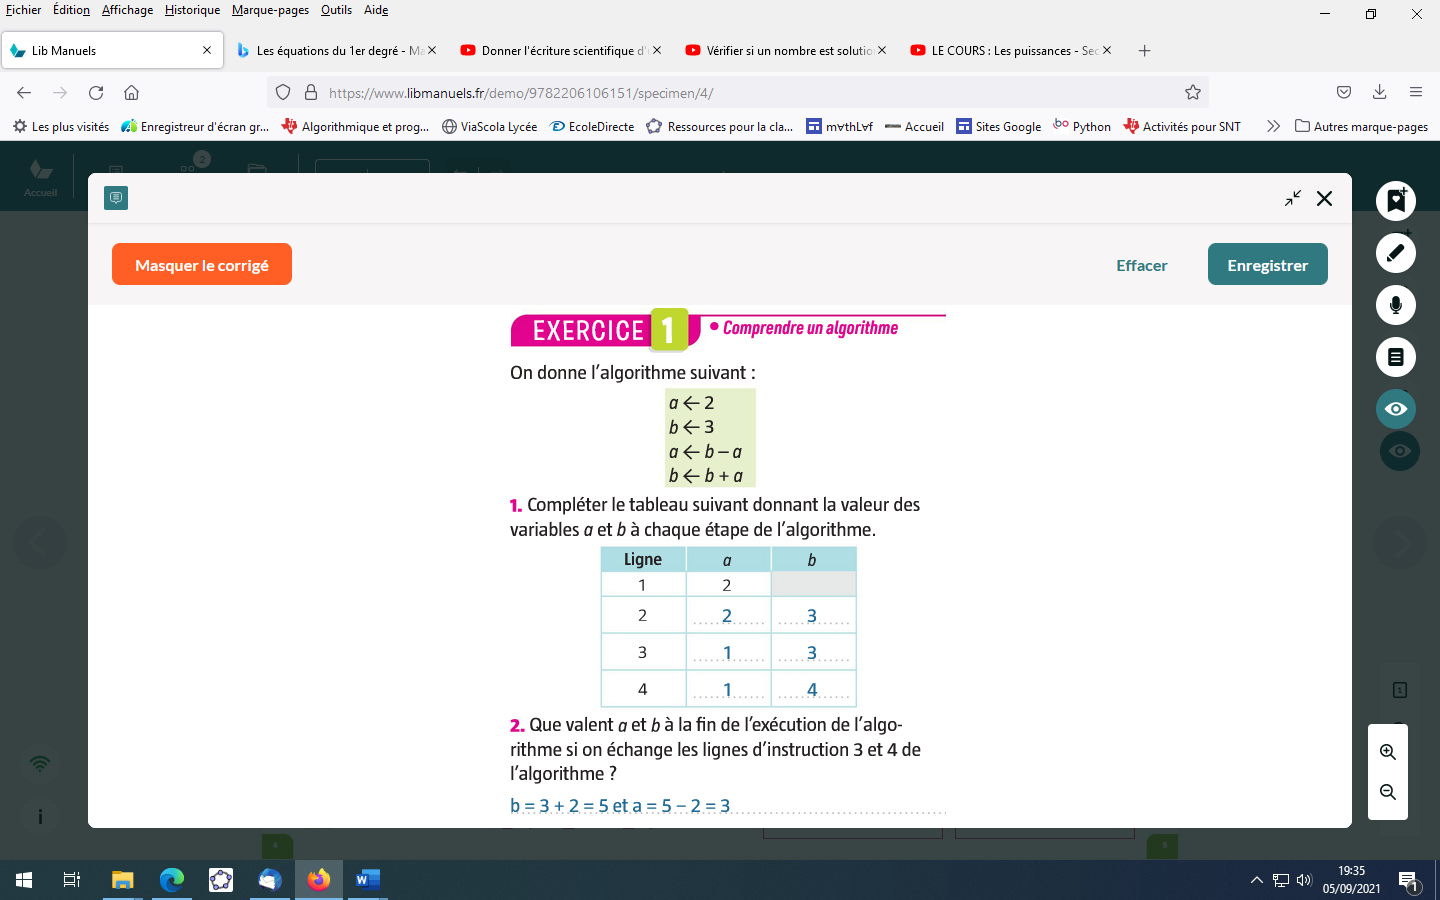 Fichier Édition Affichage Historique Marque-pages Outils Aide
Lib Manuels
Les équations du 1er degré - Ma
Donner l'écriture scientifique d'u
Vérifier si un nombre est solution
LE COURS : Les puissances - Sec
https://www.libmanuels.fr/demo/9782206106151/specimen/4/
Les plus visités
Enregistreur d'écran gr...
Algorithmique et prog...
ViaScola Lycée
EcoleDirecte
Ressources pour la cla...
m∀thL∀f
Accueil
Sites Google
Python
Activités pour SNT
Autres marque-pages
2
Accueil
Masquer le corrigé
Effacer
Enregistrer
EXERCICE 1 • Comprendre un algorithme
On donne l'algorithme suivant :
a ← 2
b ← 3
a ← b – a
b ← b + a
1. Compléter le tableau suivant donnant la valeur des
variables a et b à chaque étape de l'algorithme.
Ligne a b
1 2
2 2 3
3 1 3
4 1 4
2. Que valent a et b à la fin de l'exécution de l'algo-
rithme si on échange les lignes d'instruction 3 et 4 de
l'algorithme ?
b = 3 + 2 = 5 et a = 5 – 2 = 3
4
19:35
05/09/2021
1